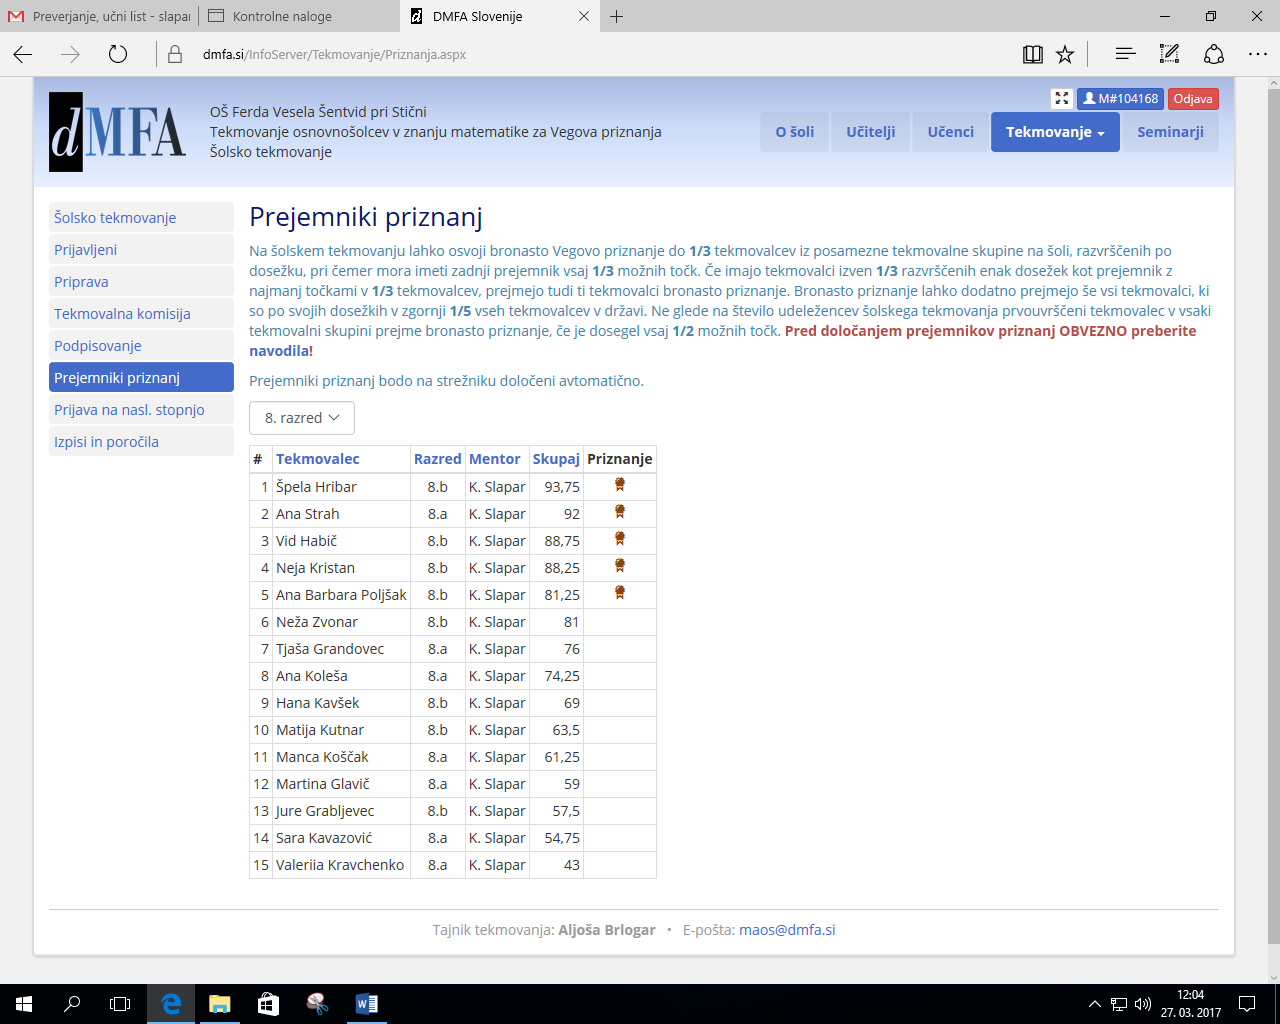 Preverjanje, učni list - slapar
Kontrolne naloge
DMFA Slovenije
dmfa.si/InfoServer/Tekmovanje/Priznanja.aspx
dMFA
OŠ Ferda Vesela Šentvid pri Stični
Tekmovanje osnovnošolcev v znanju matematike za Vegova priznanja
Šolsko tekmovanje
M#104168 Odjava
O šoli Učitelji Učenci Tekmovanje Seminarji
Šolsko tekmovanje
Prijavljeni
Priprava
Tekmovalna komisija
Podpisovanje
Prejemniki priznanj
Prijava na nasl. stopnjo
Izpisi in poročila
Prejemniki priznanj
Na šolskem tekmovanju lahko osvoji bronasto Vegovo priznanje do 1/3 tekmovalcev iz posamezne tekmovalne skupine na šoli, razvrščenih po
dosežku, pri čemer mora imeti zadnji prejemnik vsaj 1/3 možnih točk. Če imajo tekmovalci izven 1/3 razvrščenih enak dosežek kot prejemnik z
najmanj točkami v 1/3 tekmovalcev, prejmejo tudi ti tekmovalci bronasto priznanje. Bronasto priznanje lahko dodatno prejmejo še vsi tekmovalci, ki
so po svojih dosežkih v zgornji 1/5 vseh tekmovalcev v državi. Ne glede na število udeležencev šolskega tekmovanja prvouvrščeni tekmovalec v vsaki
tekmovalni skupini prejme bronasto priznanje, če je dosegel vsaj 1/2 možnih točk. Pred določanjem prejemnikov priznanj OBVEZNO preberite
navodila!
Prejemniki priznanj bodo na strežniku določeni avtomatično.
8. razred
# Tekmovalec Razred Mentor Skupaj Priznanje
1 Špela Hribar 8.b K. Slapar 93,75
2 Ana Strah 8.a K. Slapar 92
3 Vid Habič 8.b K. Slapar 88,75
4 Neja Kristan 8.b K. Slapar 88,25
5 Ana Barbara Poljšak 8.b K. Slapar 81,25
6 Neža Zvonar 8.b K. Slapar 81
7 Tjaša Grandovec 8.a K. Slapar 76
8 Ana Koleša 8.a K. Slapar 74,25
9 Hana Kavšek 8.b K. Slapar 69
10 Matija Kutnar 8.b K. Slapar 63,5
11 Manca Koščak 8.a K. Slapar 61,25
12 Martina Glavič 8.a K. Slapar 59
13 Jure Grabljevec 8.b K. Slapar 57,5
14 Sara Kavazović 8.a K. Slapar 54,75
15 Valeriia Kravchenko 8.a K. Slapar 43
Tajnik tekmovanja: Aljoša Brlogar • E-pošta: maos@dmfa.si
12:04
27. 03. 2017